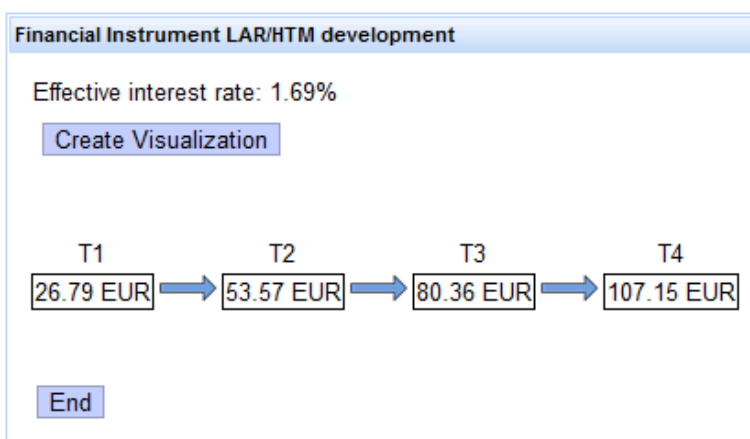 Financial Instrument LAR/HTM development
Effective interest rate: 1.69%
Create Visualization
T1 T2 T3 T4
26.79 EUR 53.57 EUR 80.36 EUR 107.15 EUR
End